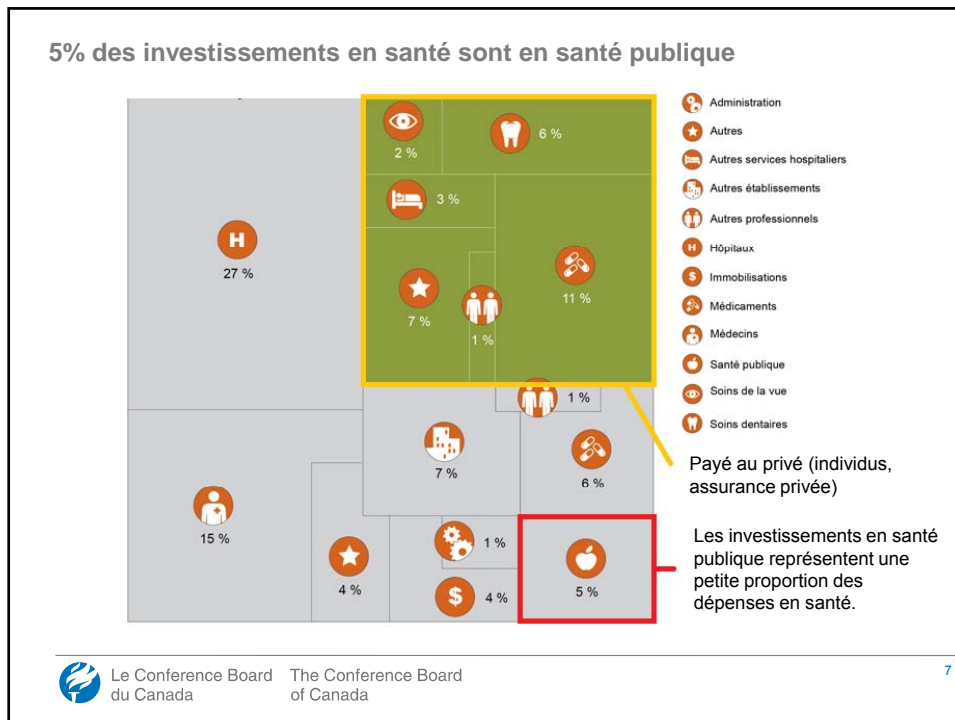 5% des investissements en santé sont en santé publique
2 %
6 %
3 %
H
27 %
7 %
1 %
11 %
1 %
7 %
6 %
15 %
4 %
1 %
$
4 %
5 %
Administration
Autres
Autres services hospitaliers
Autres établissements
Autres professionnels
H
Hôpitaux
$
Immobilisations
Médicaments
Médecins
Santé publique
Soins de la vue
Soins dentaires
Payé au privé (individus,
assurance privée)
Les investissements en santé
publique représentent une
petite proportion des
dépenses en santé.
Le Conference Board
du Canada
The Conference Board
of Canada
7